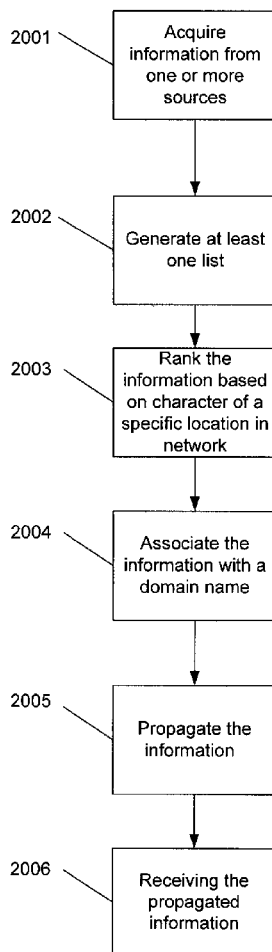 2001
Acquire
information from
one or more
sources
2002
Generate at least
one list
2003
Rank the
information based
on character of a
specific location in
network
2004
Associate the
information with a
domain name
2005
Propagate the
information
2006
Receiving the
propagated
information